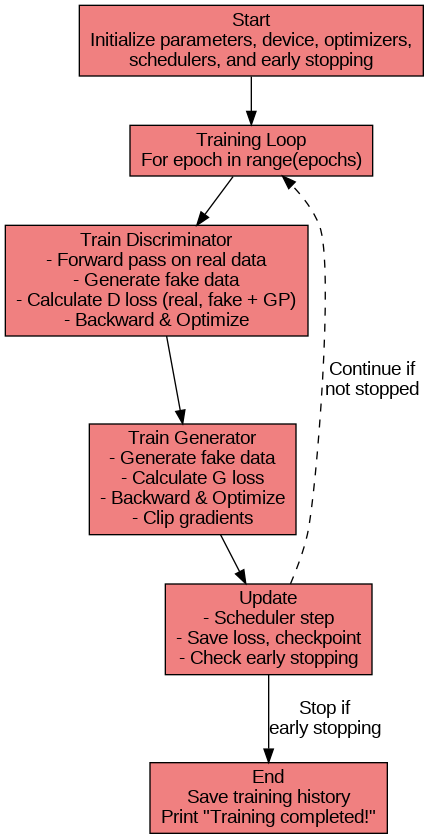 Start
Initialize parameters, device, optimizers,
schedulers, and early stopping
Training Loop
For epoch in range(epochs)
Train Discriminator
- Forward pass on real data
- Generate fake data
- Calculate D loss (real, fake + GP)
- Backward & Optimize
Continue if
not stopped
Train Generator
- Generate fake data
- Calculate G loss
- Backward & Optimize
- Clip gradients
Update
- Scheduler step
- Save loss, checkpoint
- Check early stopping
Stop if
early stopping
End
Save training history
Print "Training completed!"